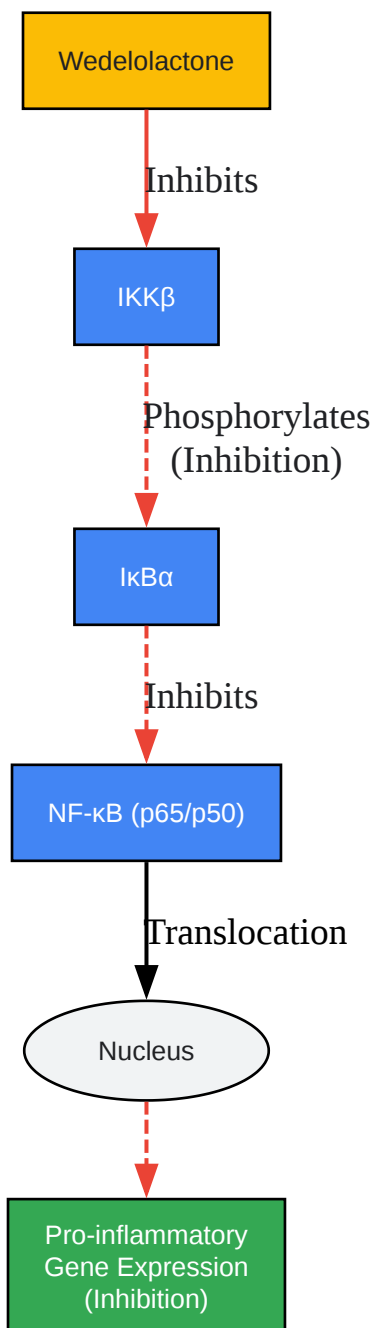 Wedelolactone
Inhibits
IKKβ
Phosphorylates
(Inhibition)
IκBα
Inhibits
NF-κB (p65/p50)
Translocation
Nucleus
Pro-inflammatory
Gene Expression
(Inhibition)